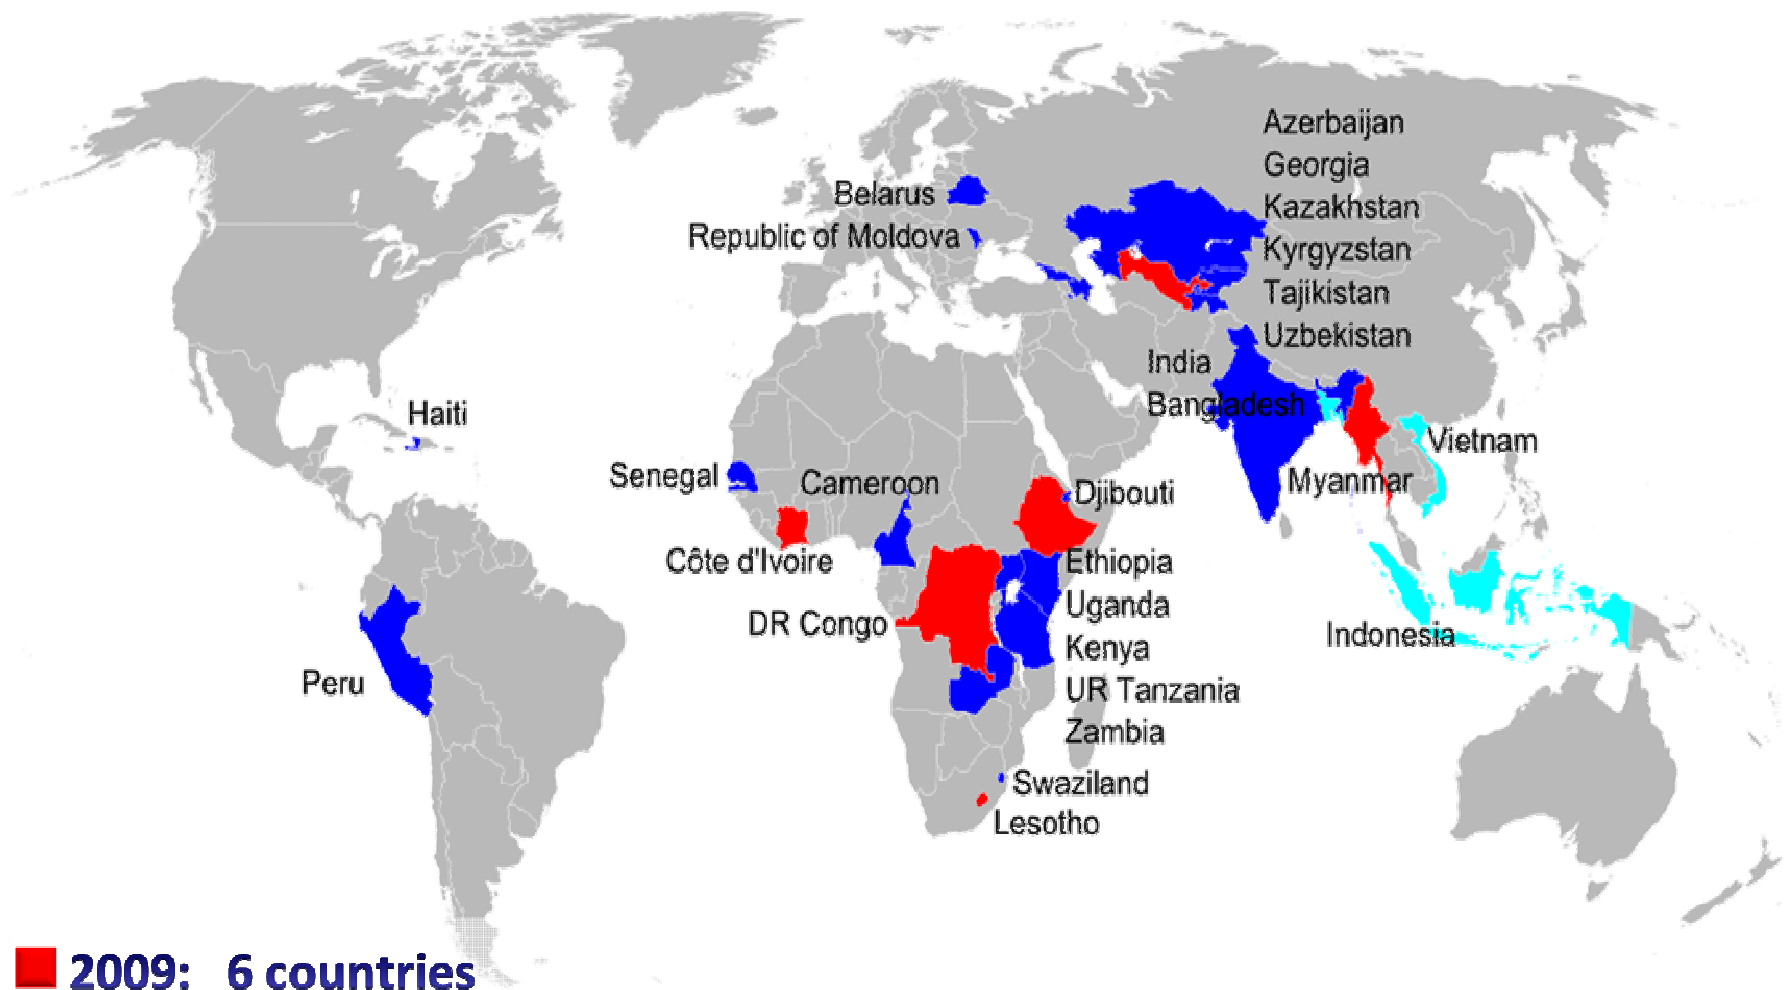 Azerbaijan
Georgia
Kazakhstan
Kyrgyzstan
Tajikistan
Uzbekistan
Belarus
Republic of Moldova
India
Bangladesh
Haiti
Vietnam
Senegal
Cameroon
Djibouti
Myanmar
Côte d'Ivoire
Ethiopia
Uganda
Kenya
UR Tanzania
Zambia
DR Congo
Indonesia
Peru
Swaziland
Lesotho
2009: 6 countries